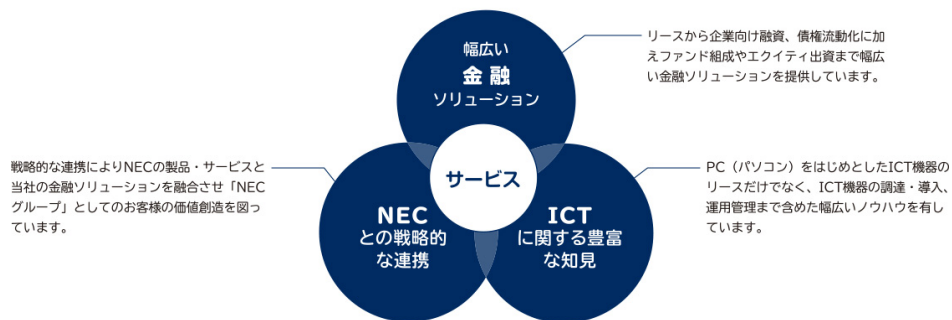 幅広い
金融
ソリューション
リースから企業向け融資、債権流動化に加
えファンド組成やエクイティ出資まで幅広
い金融ソリューションを提供しています。
サービス
戦略的な連携によりNECの製品・サービスと
当社の金融ソリューションを融合させ「NEC
グループ」としてのお客様の価値創造を図っ
ています。
NEC
との戦略的
な連携
ICT
に関する豊富
な知見
PC（パソコン）をはじめとしたICT機器の
リースだけでなく、ICT機器の調達・導入、
運用管理まで含めた幅広いノウハウを有し
ています。